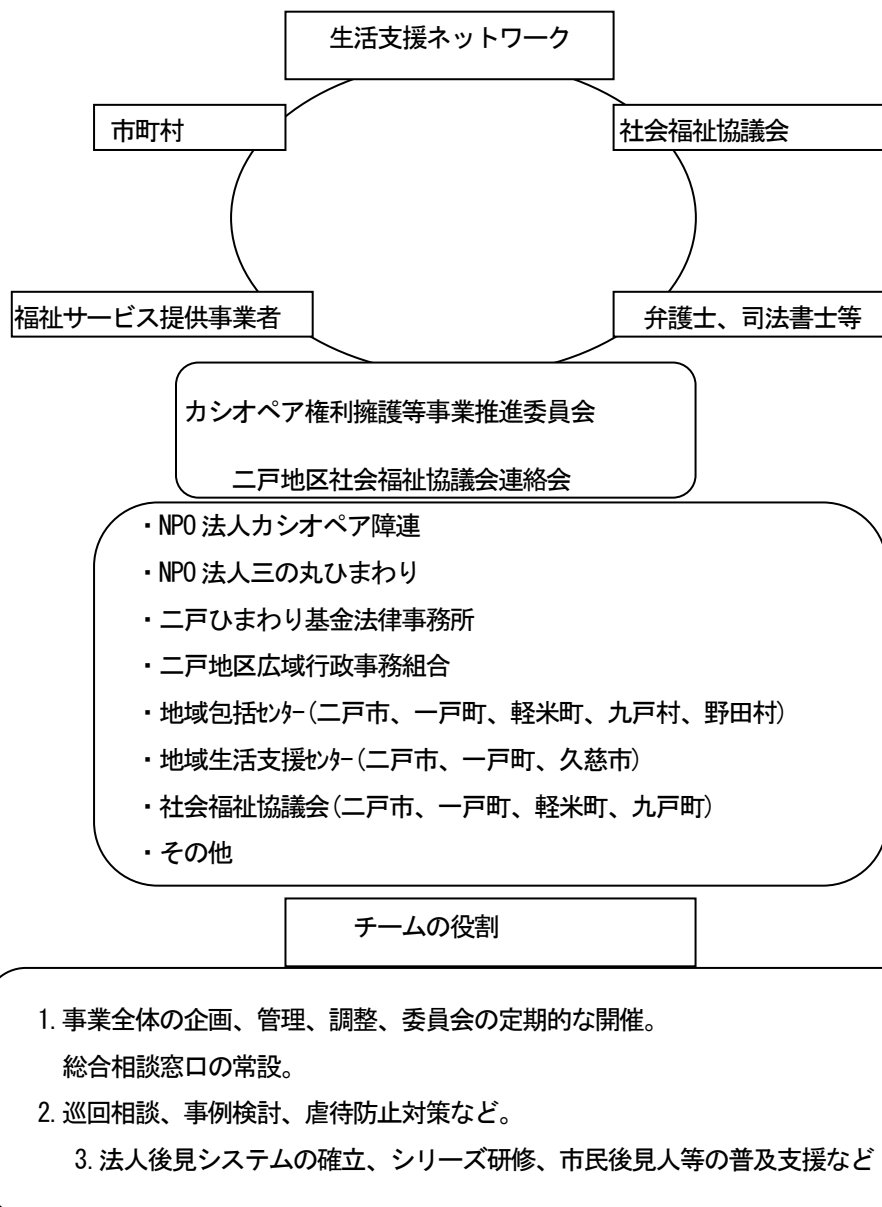 生活支援ネットワーク
市町村
社会福祉協議会
福祉サービス提供事業者
弁護士、司法書士等
カシオペア権利擁護等事業推進委員会
二戸地区社会福祉協議会連絡会
・NPO法人カシオペア障連
・NPO法人三の丸ひまわり
・二戸ひまわり基金法律事務所
・二戸地区広域行政事務組合
・地域包括ｾﾝﾀｰ(二戸市、一戸町、軽米町、九戸村、野田村)
・地域生活支援ｾﾝﾀｰ(二戸市、一戸町、久慈市)
・社会福祉協議会(二戸市、一戸町、軽米町、九戸町)
・その他
チームの役割
1.事業全体の企画、管理、調整、委員会の定期的な開催。
総合相談窓口の常設。
2.巡回相談、事例検討、虐待防止対策など。
3.法人後見システムの確立、シリーズ研修、市民後見人等の普及支援など